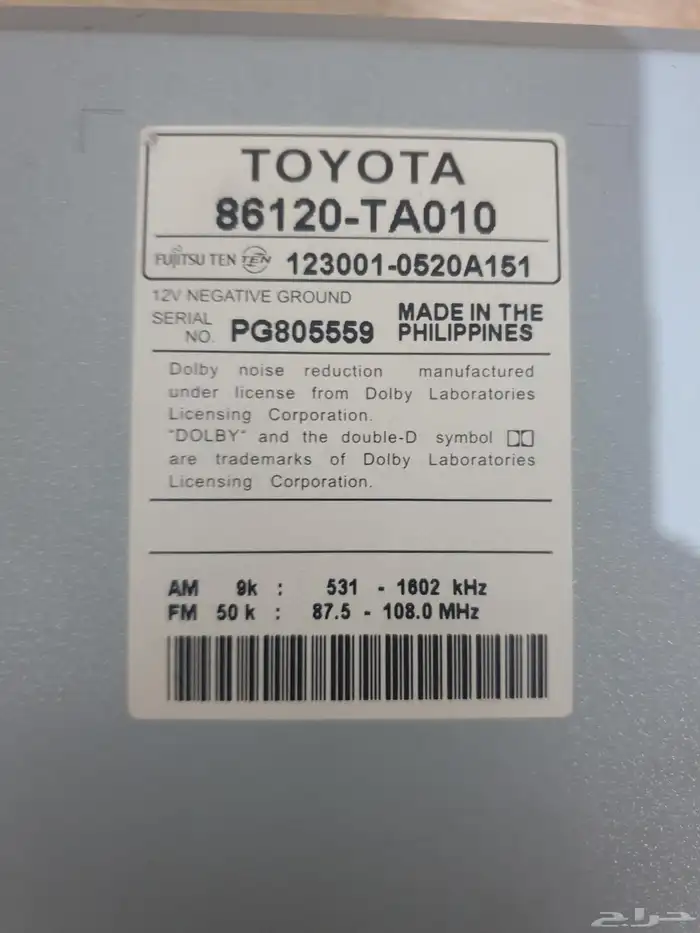 TOYOTA
86120-TA010
FUJITSU TEN TEN 123001-0520A151
12V NEGATIVE GROUND
SERIAL NO. PG805559
MADE IN THE PHILIPPINES
Dolby noise reduction manufactured
under license from Dolby Laboratories
Licensing Corporation.
"DOLBY" and the double-D symbol
are trademarks of Dolby Laboratories
Licensing Corporation.
AM 9k : 531 - 1602 kHz
FM 50 k : 87.5 - 108.0 MHz
حراج